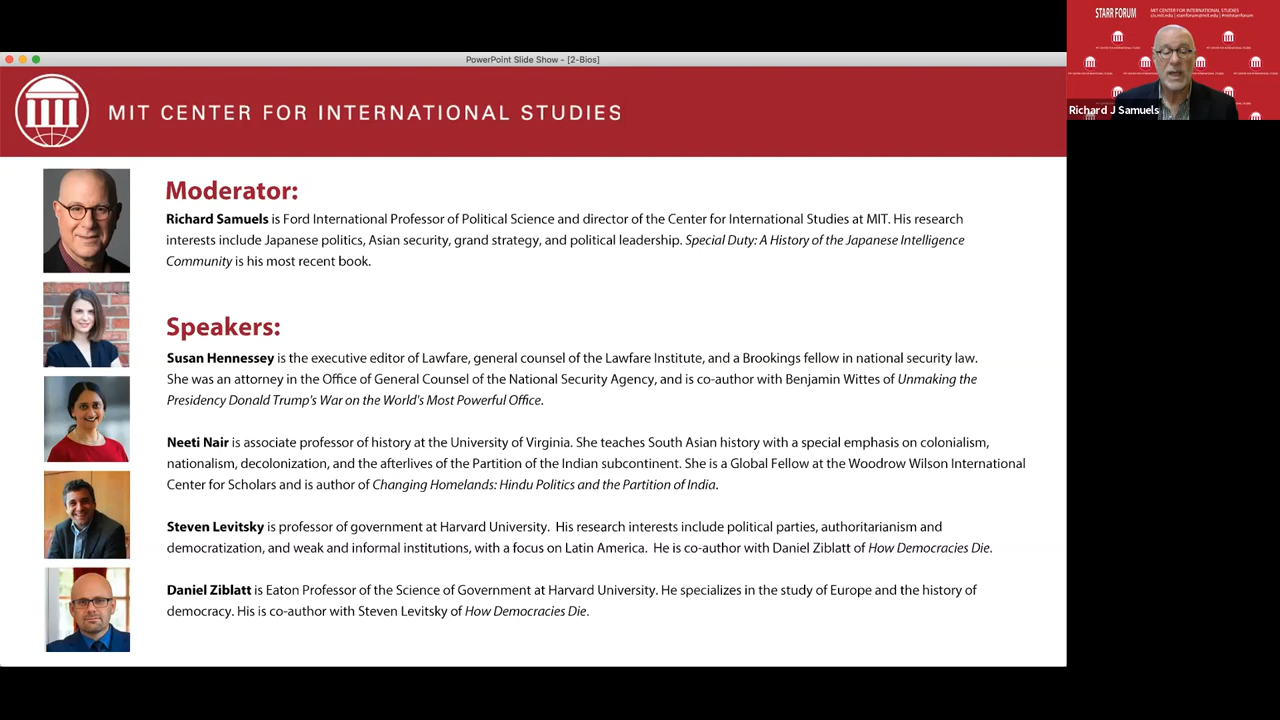 PowerPoint Slide Show - [2-Bios]
MIT CENTER FOR INTERNATIONAL STUDIES
Moderator:
Richard Samuels is Ford International Professor of Political Science and director of the Center for International Studies at MIT. His research
interests include Japanese politics, Asian security, grand strategy, and political leadership. Special Duty: A History of the Japanese Intelligence
Community is his most recent book.
Speakers:
Susan Hennessey is the executive editor of Lawfare, general counsel of the Lawfare Institute, and a Brookings fellow in national security law.
She was an attorney in the Office of General Counsel of the National Security Agency, and is co-author with Benjamin Wittes of Unmaking the
Presidency Donald Trump's War on the World's Most Powerful Office.
Neeti Nair is associate professor of history at the University of Virginia. She teaches South Asian history with a special emphasis on colonialism,
nationalism, decolonization, and the afterlives of the Partition of the Indian subcontinent. She is a Global Fellow at the Woodrow Wilson International
Center for Scholars and is author of Changing Homelands: Hindu Politics and the Partition of India.
Steven Levitsky is professor of government at Harvard University. His research interests include political parties, authoritarianism and
democratization, and weak and informal institutions, with a focus on Latin America. He is co-author with Daniel Ziblatt of How Democracies Die.
Daniel Ziblatt is Eaton Professor of the Science of Government at Harvard University. He specializes in the study of Europe and the history of
democracy. His is co-author with Steven Levitsky of How Democracies Die.
STARR FORUM
MIT CENTER FOR INTERNATIONAL STUDIES
cis.mit.edu | starrforum@mit.edu | #mitstarrforum
Richard J Samuels